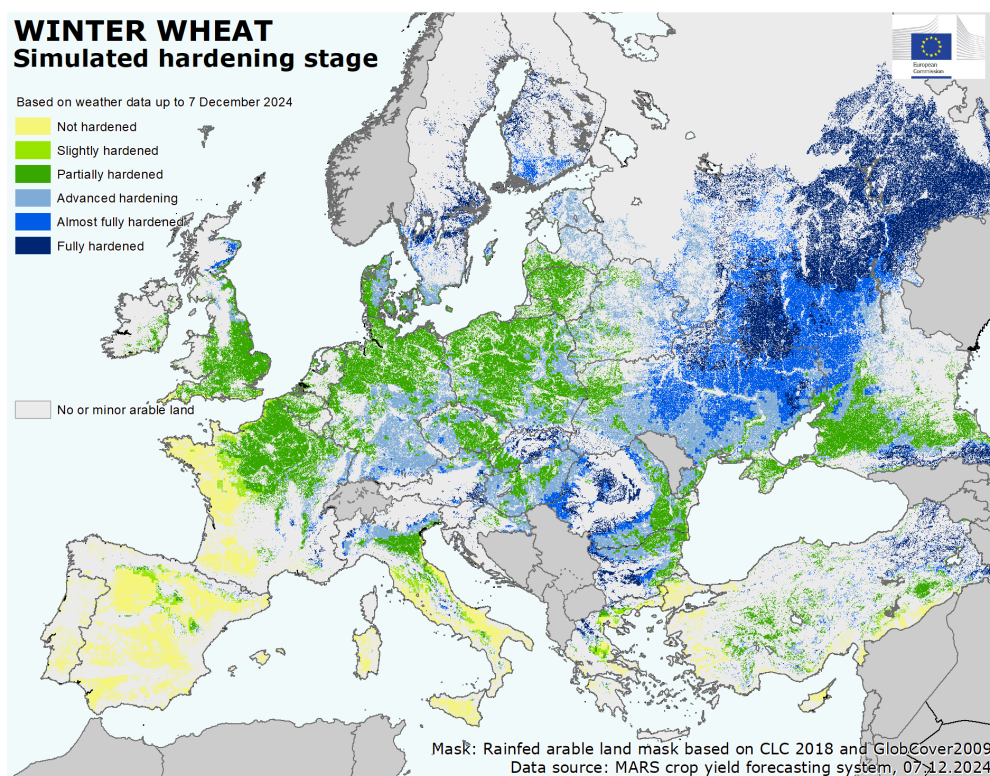 WINTER WHEAT
Simulated hardening stage
European
Commission
Based on weather data up to 7 December 2024
Not hardened
Slightly hardened
Partially hardened
Advanced hardening
Almost fully hardened
Fully hardened
No or minor arable land
Mask: Rainfed arable land mask based on CLC 2018 and GlobCover2009
Data source: MARS crop yield forecasting system, 07.12.2024